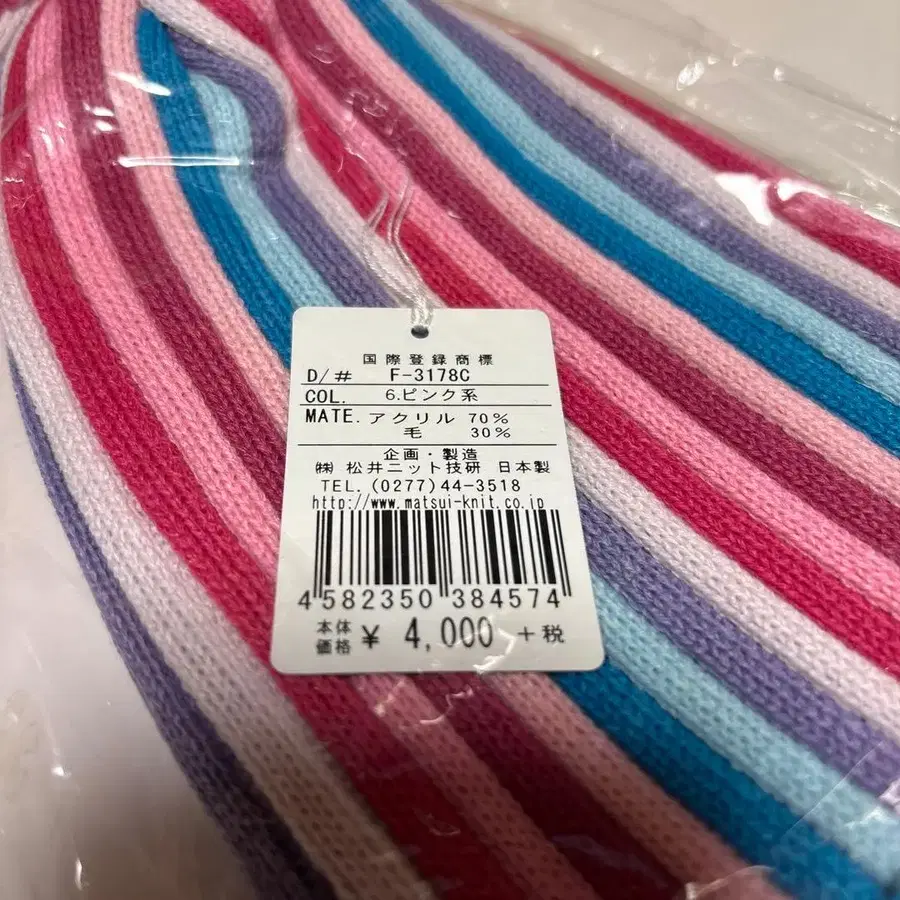 国際登録商標
D/# F-3178C
COL. 6.ピンク系
MATE. アクリル 70%
毛 30%
企画・製造
㈱ 松井ニット技研 日本製
TEL. (0277)44-3518
http://www.matsui-knit.co.jp
4582350 384574
本体価格 ¥ 4,000 +税